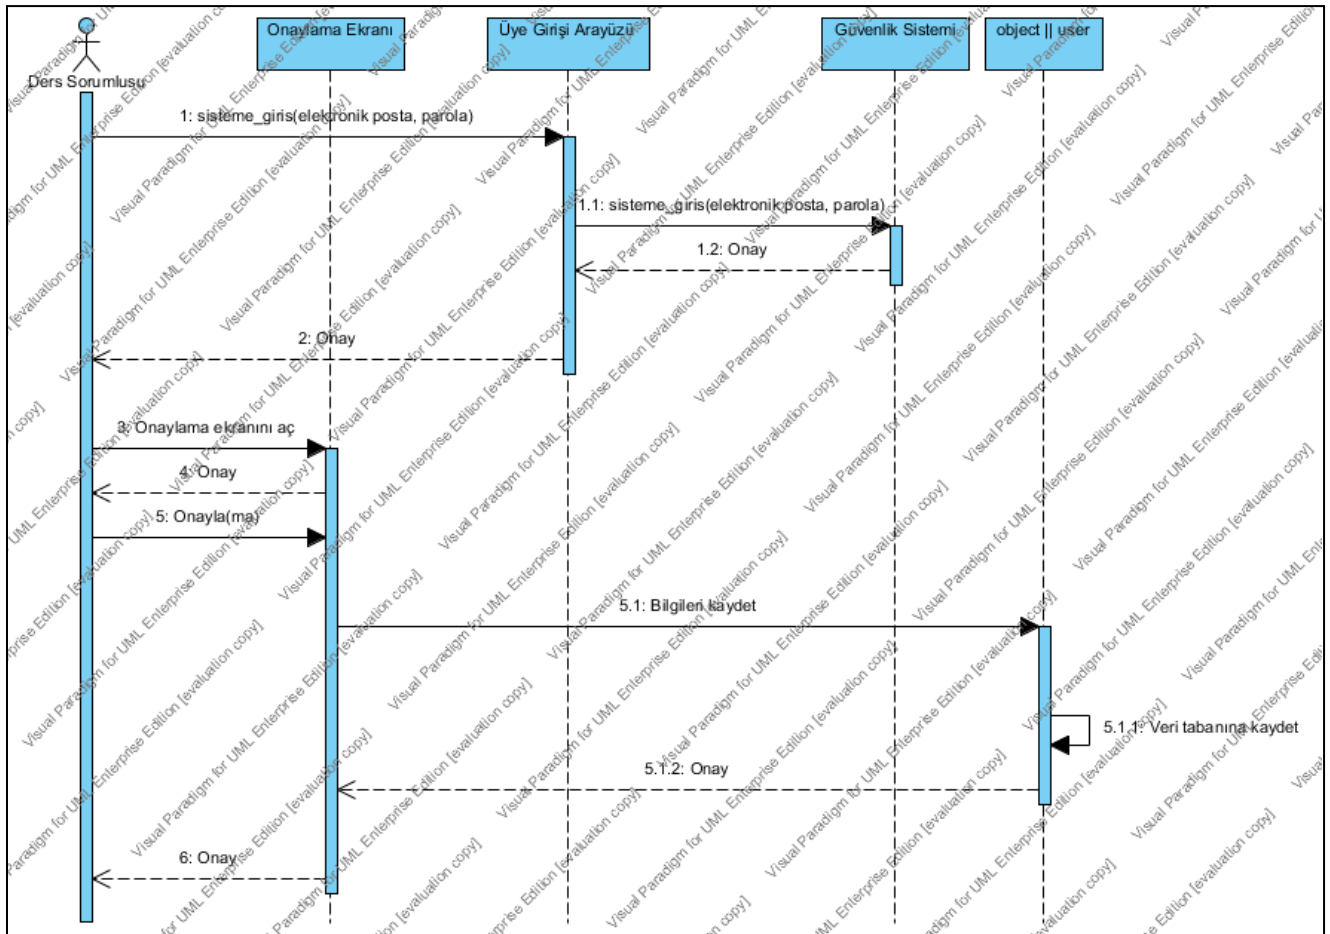 Onaylama Ekranı
Üye Girişi Arayüzü
Güvenlik Sistemi
object || user
Ders Sorumlusu
1: sisteme_giris(elektronik posta, parola)
1.1: sisteme_giris(elektronik posta, parola)
1.2: Onay
2: Onay
3: Onaylama ekranını aç
4: Onay
5: Onayla(ma)
5.1: Bilgileri kaydet
5.1.1: Veri tabanına kaydet
5.1.2: Onay
6: Onay
Visual Paradigm for UML Enterprise Edition [evaluation copy]